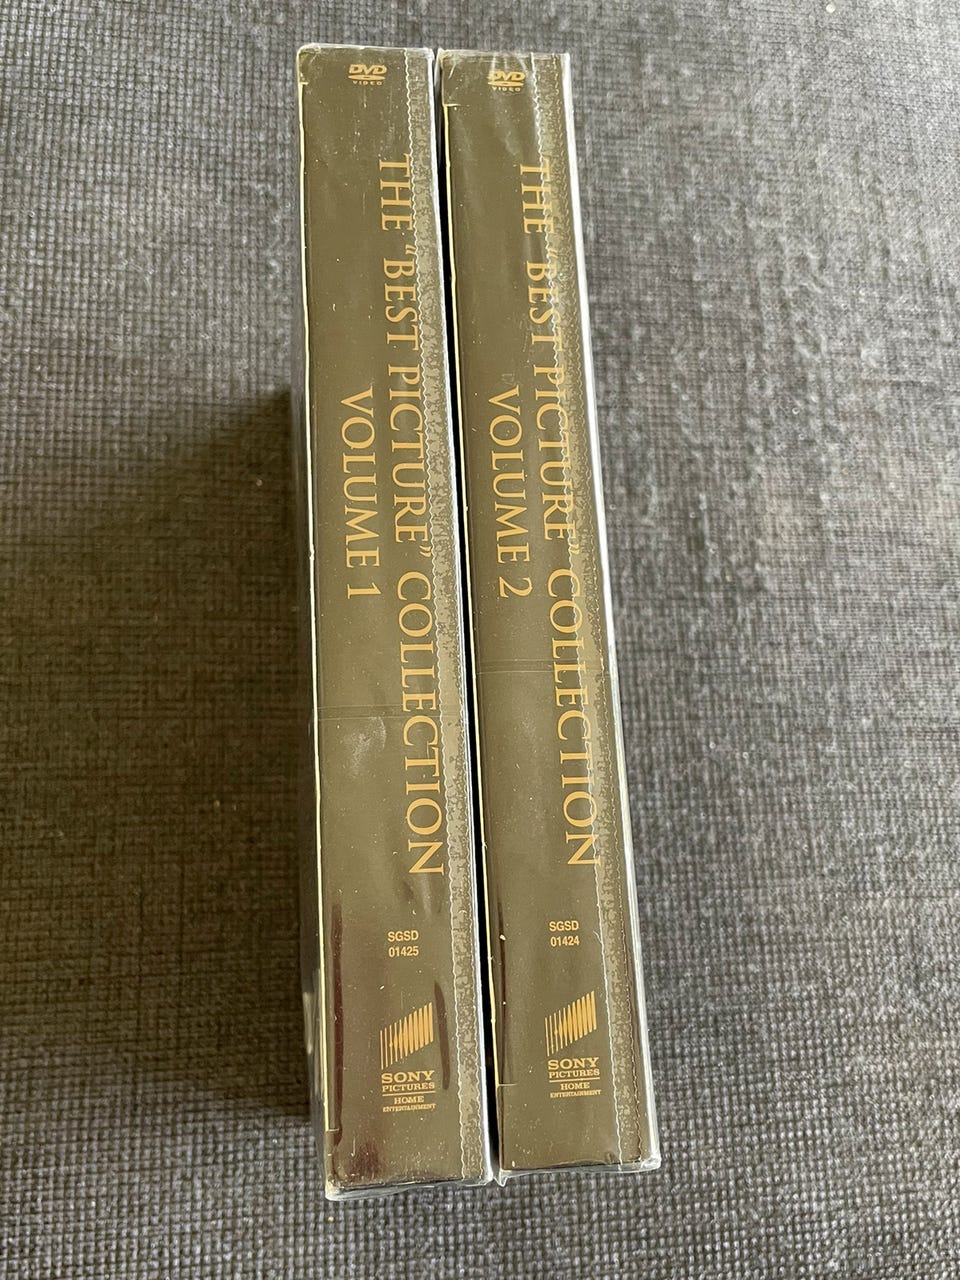 DVD
VIDEO
THE "BEST PICTURE" COLLECTION
VOLUME 1
SGSD
01425
SONY
PICTURES
HOME
ENTERTAINMENT
DVD
VIDEO
THE "BEST PICTURE" COLLECTION
VOLUME 2
SGSD
01424
SONY
PICTURES
HOME
ENTERTAINMENT